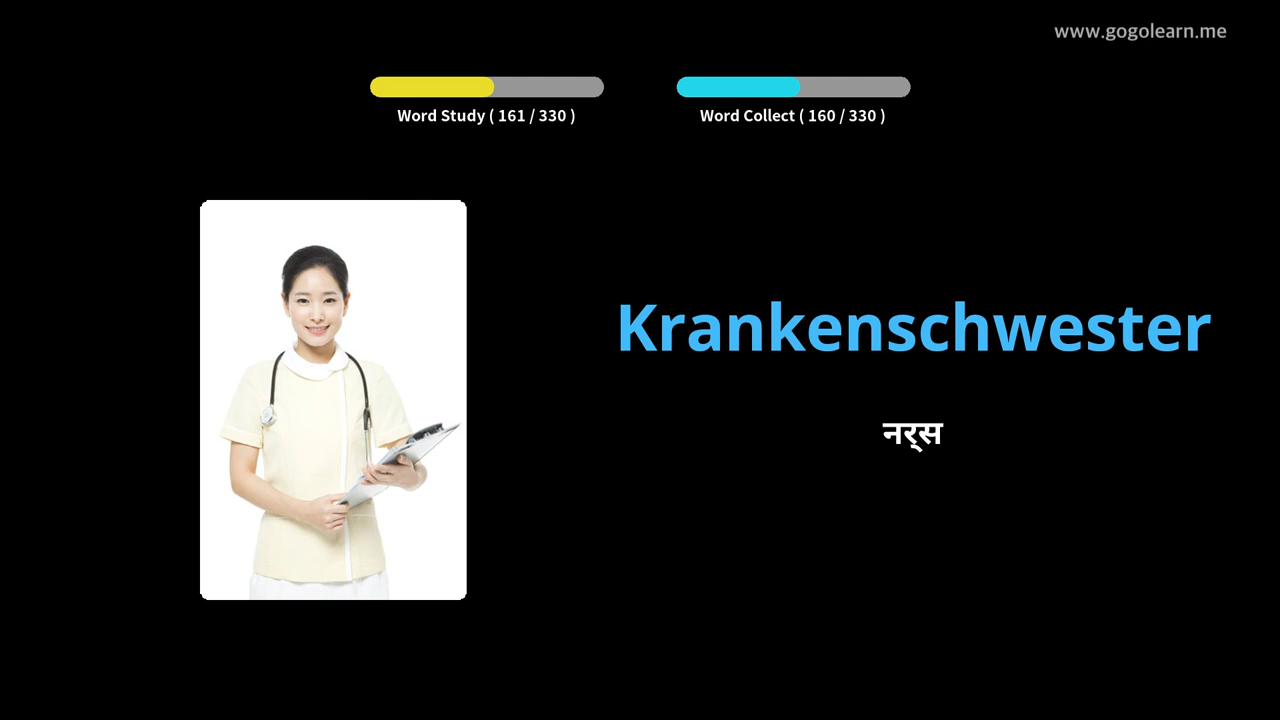 www.gogolearn.me
Word Study ( 161 / 330 )
Word Collect ( 160 / 330 )
Krankenschwester
नर्स